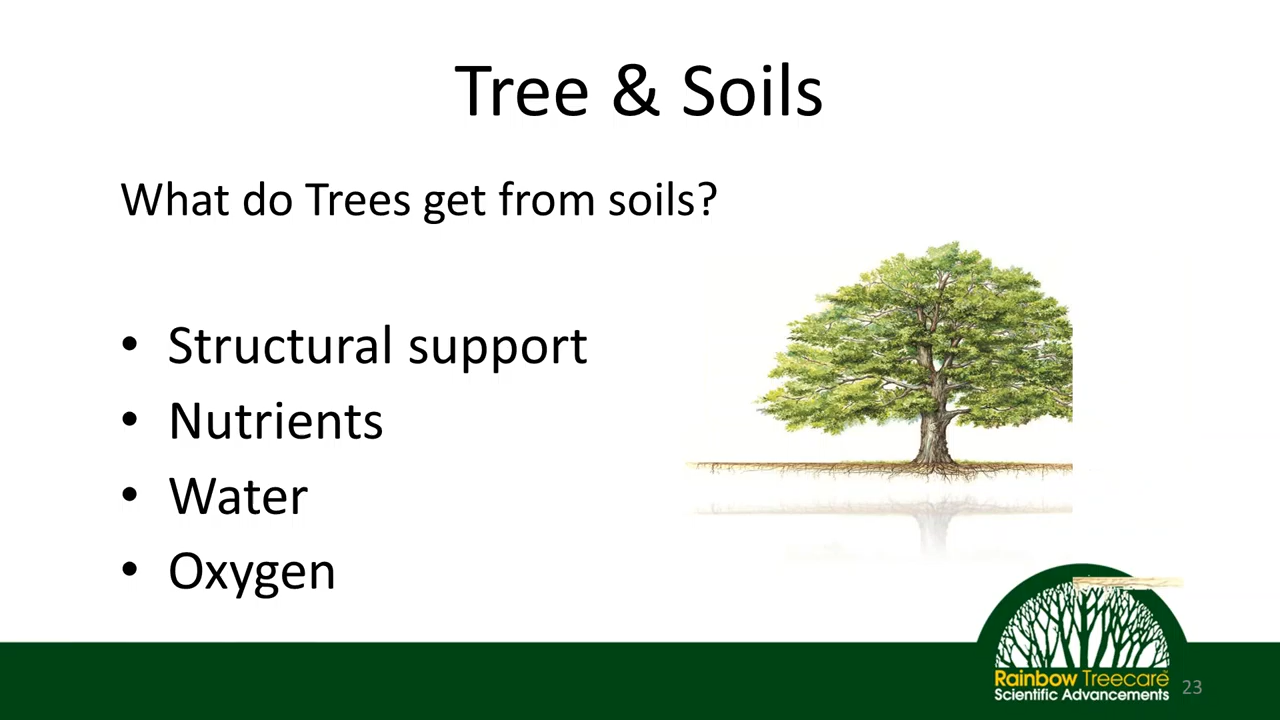 Tree & Soils
What do Trees get from soils?
• Structural support
• Nutrients
• Water
• Oxygen
Rainbow Treecare
Scientific Advancements
23